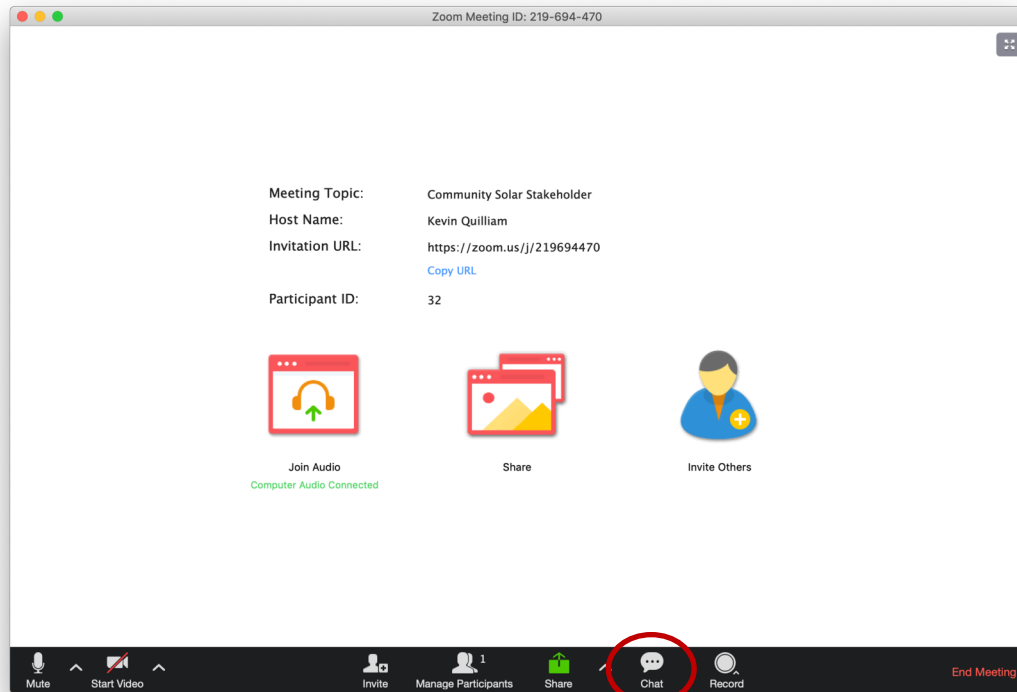 Zoom Meeting ID: 219-694-470
Meeting Topic: Community Solar Stakeholder
Host Name: Kevin Quilliam
Invitation URL: https://zoom.us/j/219694470
Copy URL
Participant ID: 32
Join Audio Share Invite Others
Computer Audio Connected
1
Mute Start Video Invite Manage Participants Share Chat Record End Meeting